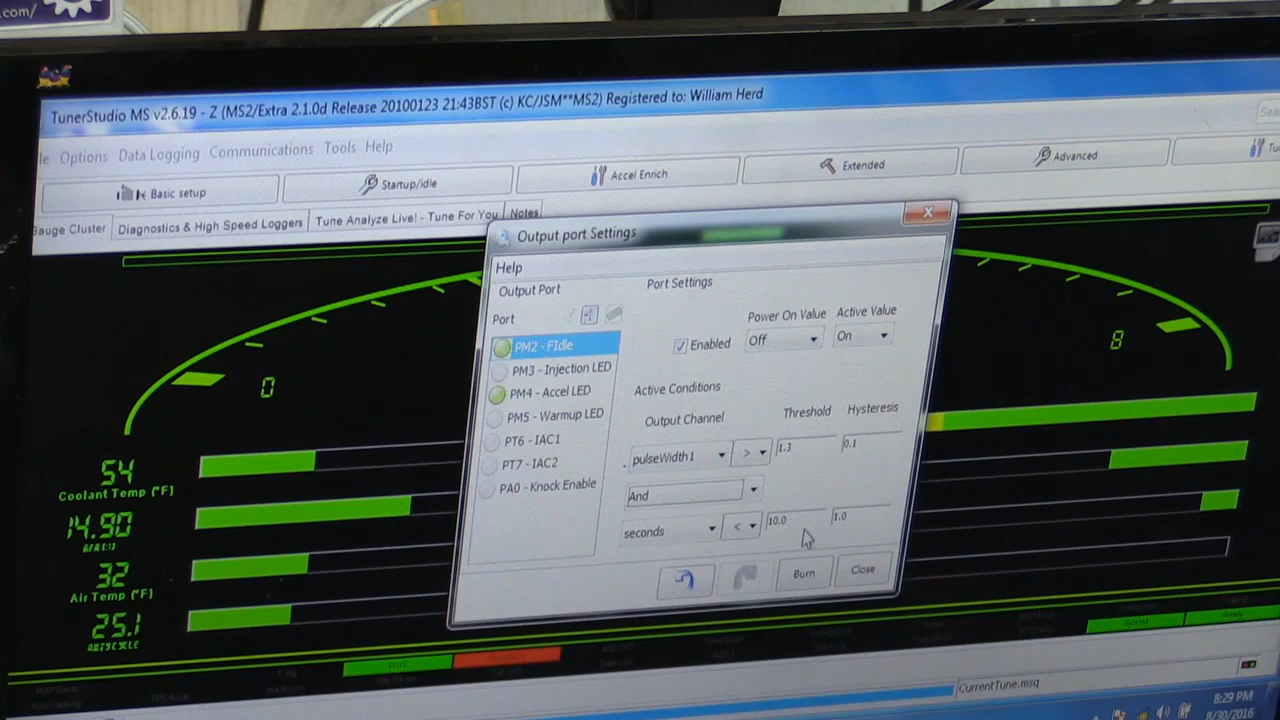 .com/
TunerStudio MS v2.6.19 - Z (MS2/Extra 2.1.0d Release 20100123 21:43BST (c) KC/JSM**MS2) Registered to: William Herd
le Options Data Logging Communications Tools Help
Sea
Basic setup Startup/idle Accel Enrich Extended Advanced Tu
Gauge Cluster Diagnostics & High Speed Loggers Tune Analyze Live! - Tune For You Notes
Output port Settings
Help
Output Port
Port
PM2 - FIdle
PM3 - Injection LED
PM4 - Accel LED
PM5 - Warmup LED
PT6 - IAC1
PT7 - IAC2
PA0 - Knock Enable
Port Settings
Power On Value Active Value
Enabled Off On
Active Conditions
Output Channel Threshold Hysteresis
pulseWidth1 > 1.3 0.1
And
seconds < 10.0 1.0
Burn Close
0
8
54
Coolant Temp (°F)
14.90
32
Air Temp (°F)
25.1
Ready
CurrentTune.msq
8:29 PM
8/30/2016